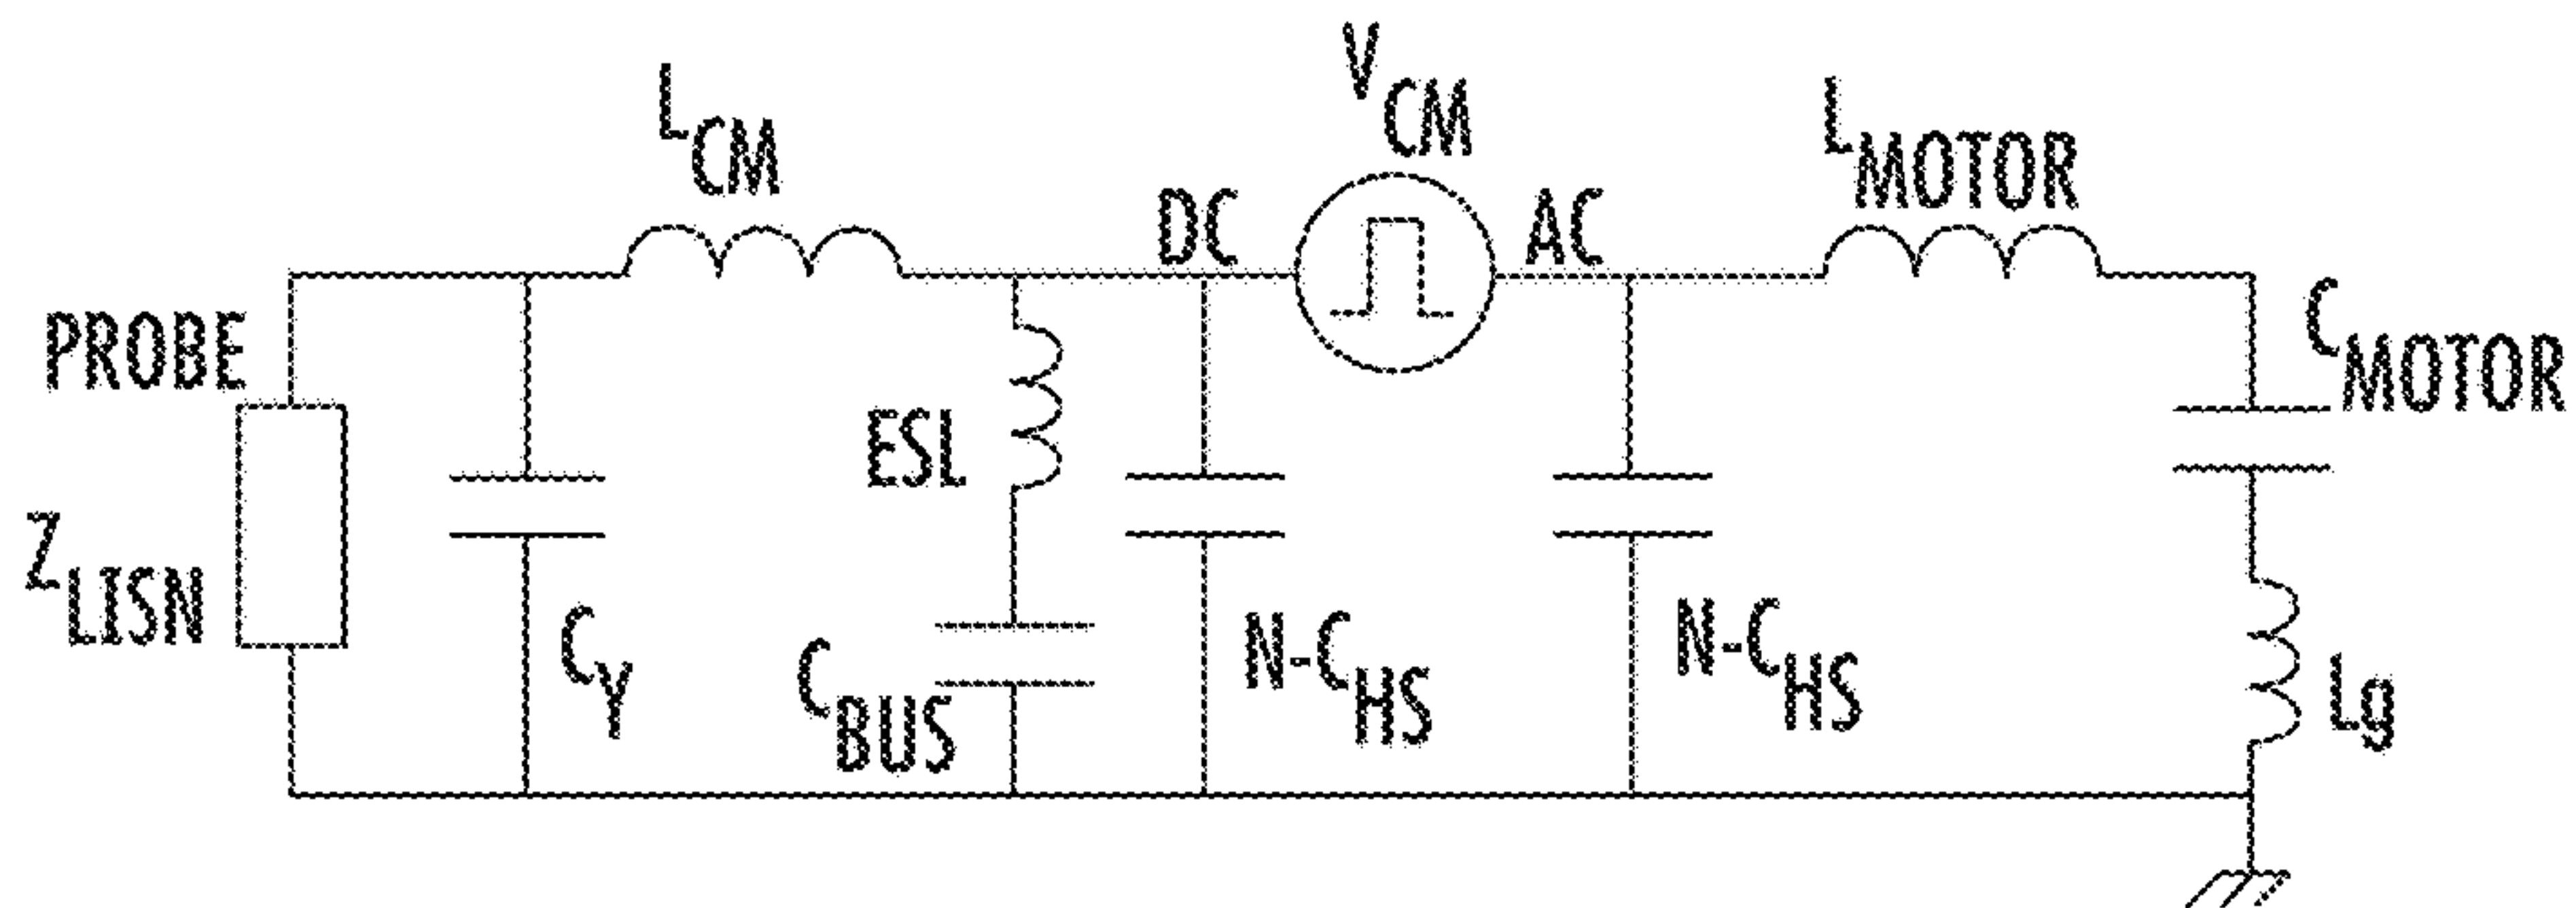 V_CM
L_CM
L_MOTOR
DC
AC
PROBE
C_MOTOR
ESL
Z_LISN
C_Y
C_BUS
N-C_HS
N-C_HS
Lg